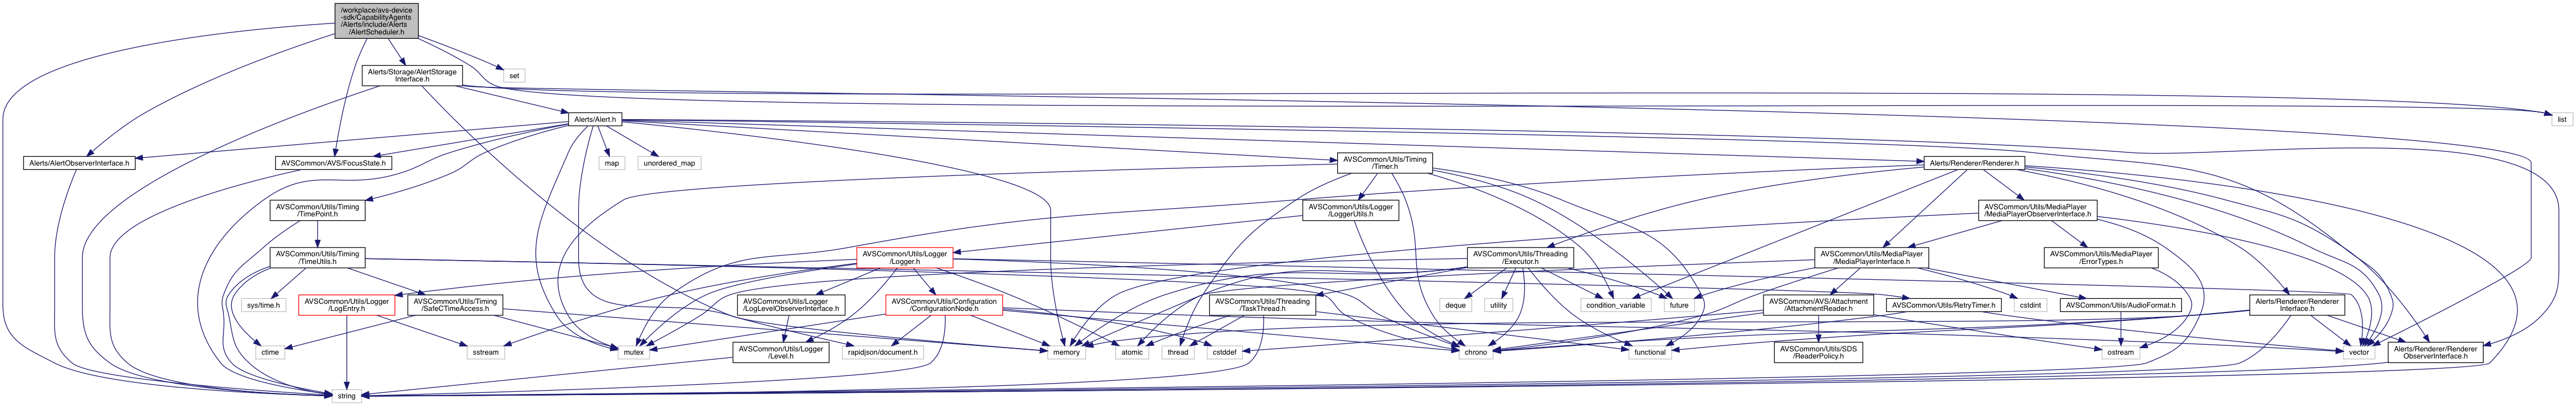 /workplace/avs-device
-sdk/CapabilityAgents
/Alerts/include/Alerts
/AlertScheduler.h
Alerts/Storage/AlertStorage
Interface.h
set
Alerts/Alert.h
list
Alerts/AlertObserverInterface.h
AVSCommon/AVS/FocusState.h
map
unordered_map
AVSCommon/Utils/Timing
/Timer.h
Alerts/Renderer/Renderer.h
AVSCommon/Utils/Timing
/TimePoint.h
AVSCommon/Utils/Logger
/LoggerUtils.h
AVSCommon/Utils/MediaPlayer
/MediaPlayerObserverInterface.h
AVSCommon/Utils/Timing
/TimeUtils.h
AVSCommon/Utils/Logger
/Logger.h
AVSCommon/Utils/Threading
/Executor.h
AVSCommon/Utils/MediaPlayer
/MediaPlayerInterface.h
AVSCommon/Utils/MediaPlayer
/ErrorTypes.h
sys/time.h
AVSCommon/Utils/Logger
/LogEntry.h
AVSCommon/Utils/Timing
/SafeCTimeAccess.h
AVSCommon/Utils/Logger
/LogLevelObserverInterface.h
AVSCommon/Utils/Configuration
/ConfigurationNode.h
AVSCommon/Utils/Threading
/TaskThread.h
deque
utility
condition_variable
future
AVSCommon/AVS/Attachment
/AttachmentReader.h
AVSCommon/Utils/RetryTimer.h
cstdint
AVSCommon/Utils/AudioFormat.h
Alerts/Renderer/Renderer
Interface.h
ctime
sstream
mutex
AVSCommon/Utils/Logger
/Level.h
rapidjson/document.h
memory
atomic
thread
cstddef
chrono
functional
AVSCommon/Utils/SDS
/ReaderPolicy.h
ostream
vector
Alerts/Renderer/Renderer
ObserverInterface.h
string